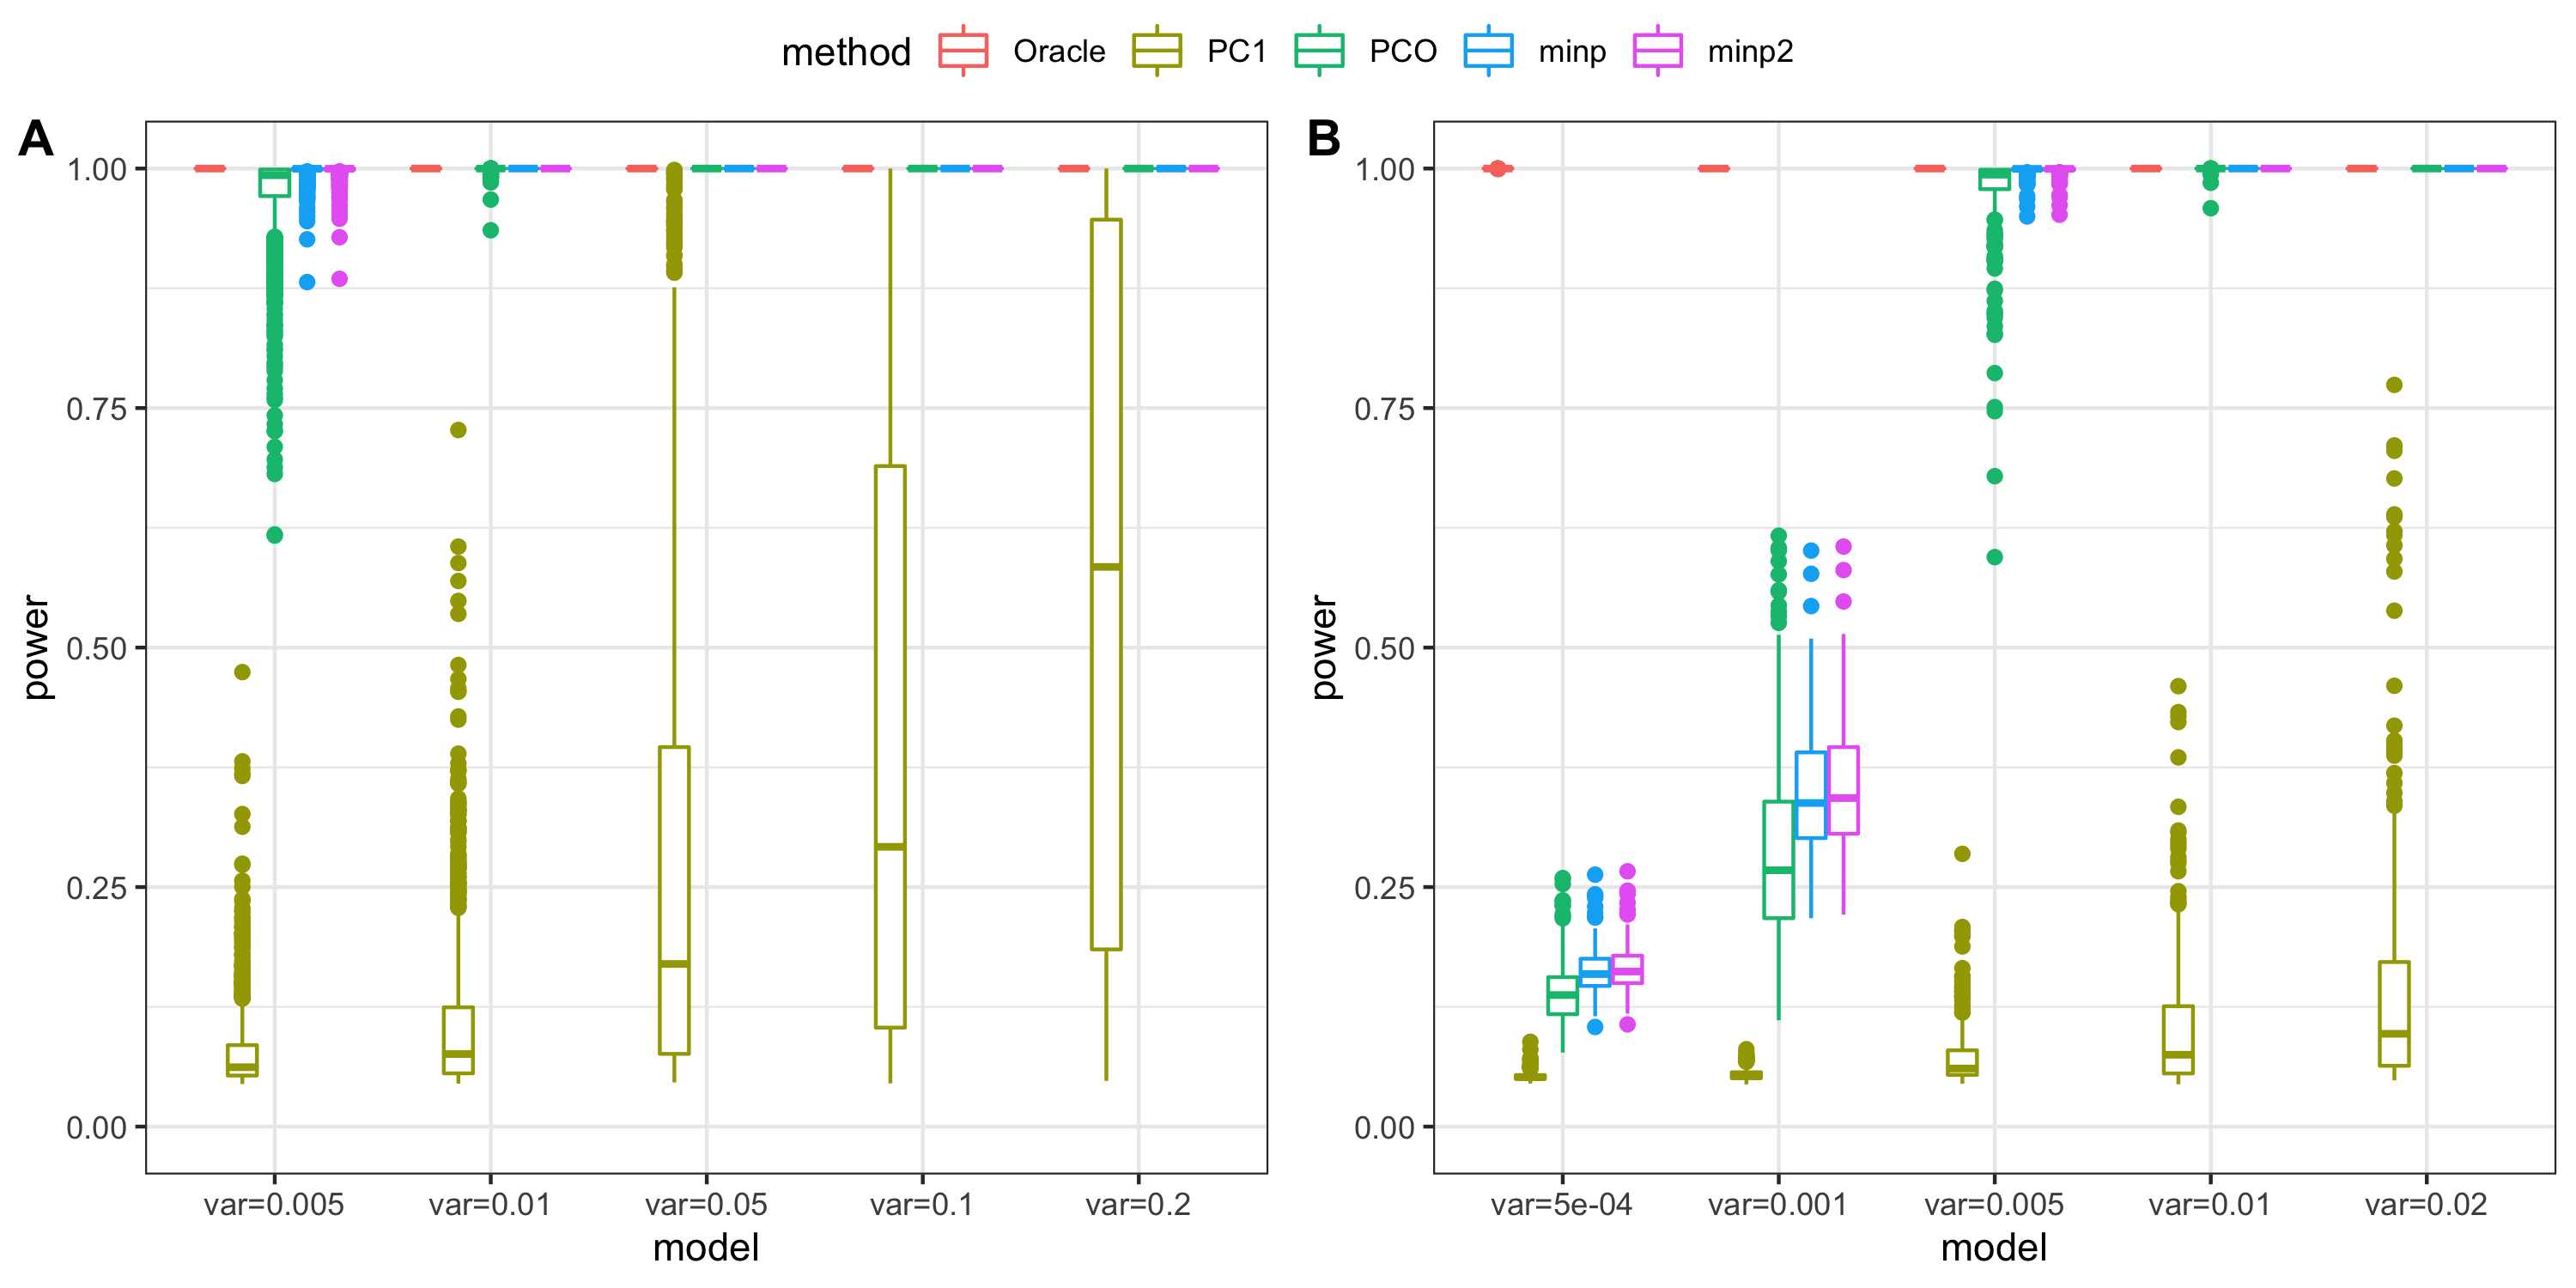 method Oracle PC1 PCO minp minp2
A
power
1.00
0.75
0.50
0.25
0.00
var=0.005 var=0.01 var=0.05 var=0.1 var=0.2
model
B
power
1.00
0.75
0.50
0.25
0.00
var=5e-04 var=0.001 var=0.005 var=0.01 var=0.02
model